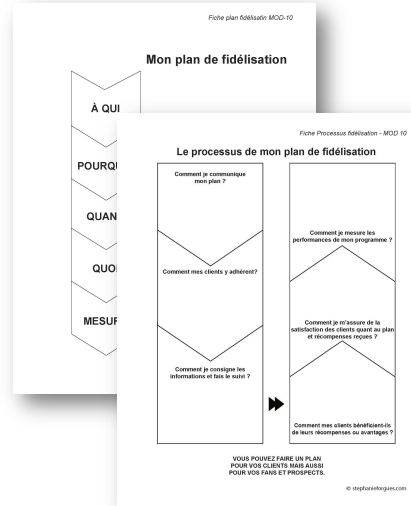 Fiche plan fidélisatin MOD-10
Mon plan de fidélisation
À QUI
POURQU
QUAN
QUO
MESUR
Fiche Processus fidélisation - MOD 10
Le processus de mon plan de fidélisation
Comment je communique
mon plan ?
Comment mes clients y adhérent?
Comment je consigne les
informations et fais le suivi ?
Comment je mesure les
performances de mon programme ?
Comment je m'assure de la
satisfaction des clients quant au plan
et récompenses reçues ?
Comment mes clients bénéficient-ils
de leurs récompenses ou avantages ?
VOUS POUVEZ FAIRE UN PLAN
POUR VOS CLIENTS MAIS AUSSI
POUR VOS FANS ET PROSPECTS.
© stephanieforgues.com